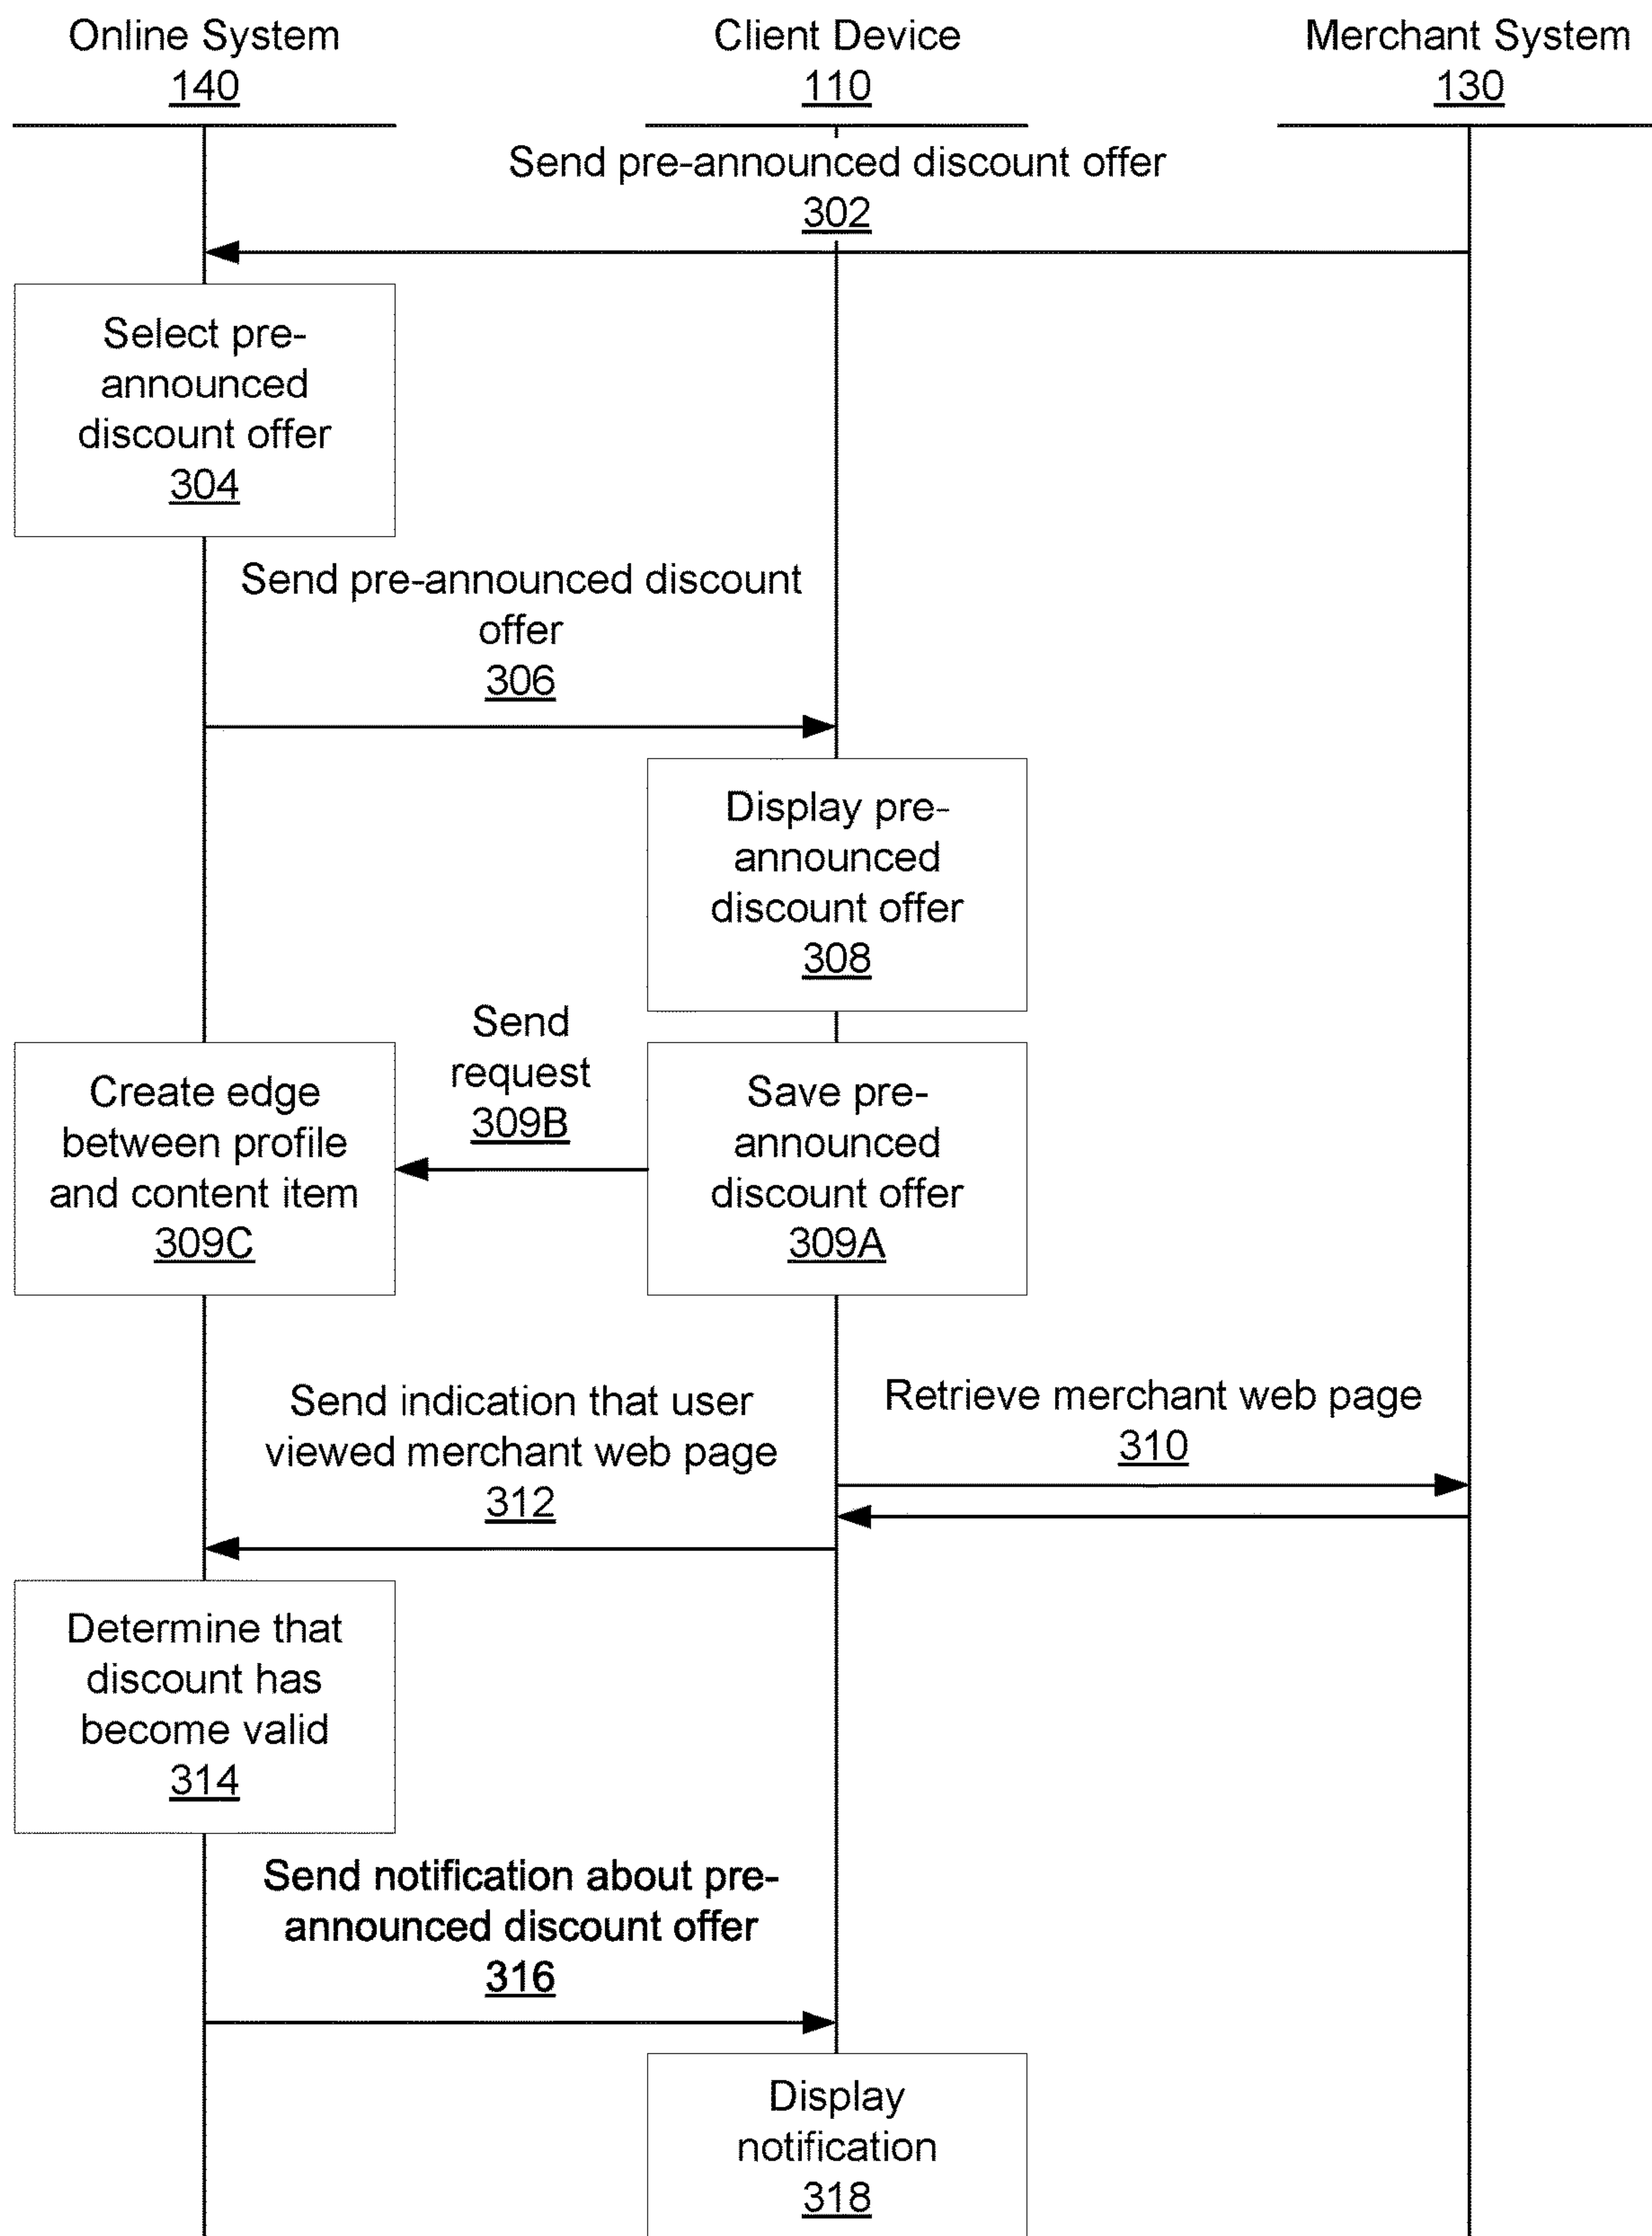 Online System
140
Client Device
110
Merchant System
130
Send pre-announced discount offer
302
Select pre-
announced
discount offer
304
Send pre-announced discount
offer
306
Display pre-
announced
discount offer
308
Send
request
309B
Create edge
between profile
and content item
309C
Save pre-
announced
discount offer
309A
Retrieve merchant web page
310
Send indication that user
viewed merchant web page
312
Determine that
discount has
become valid
314
Send notification about pre-
announced discount offer
316
Display
notification
318